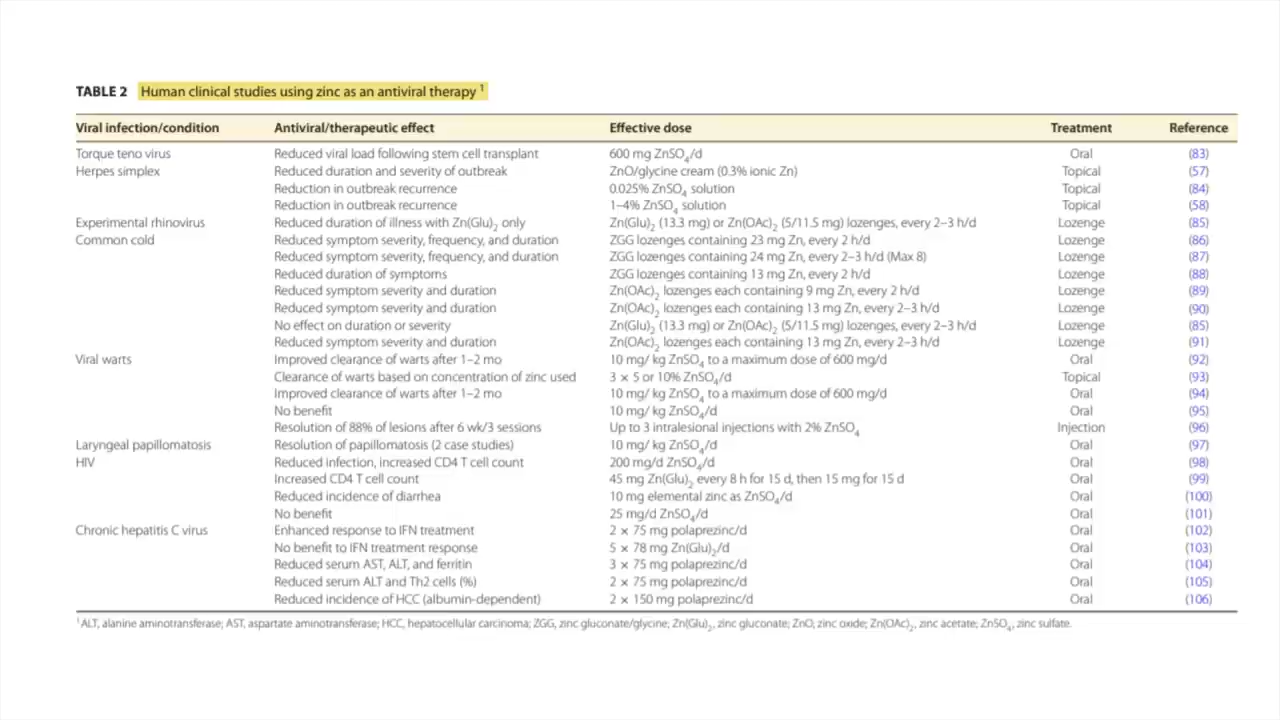 TABLE 2 Human clinical studies using zinc as an antiviral therapy ¹
Viral infection/condition Antiviral/therapeutic effect Effective dose Treatment Reference
Torque teno virus Reduced viral load following stem cell transplant 600 mg ZnSO₄/d Oral (83)
Herpes simplex Reduced duration and severity of outbreak ZnO/glycine cream (0.3% ionic Zn) Topical (57)
Reduction in outbreak recurrence 0.025% ZnSO₄ solution Topical (84)
Reduction in outbreak recurrence 1–4% ZnSO₄ solution Topical (58)
Experimental rhinovirus Reduced duration of illness with Zn(Glu)₂ only Zn(Glu)₂ (13.3 mg) or Zn(OAc)₂ (5/11.5 mg) lozenges, every 2–3 h/d Lozenge (85)
Common cold Reduced symptom severity, frequency, and duration ZGG lozenges containing 23 mg Zn, every 2 h/d Lozenge (86)
Reduced symptom severity, frequency, and duration ZGG lozenges containing 24 mg Zn, every 2–3 h/d (Max 8) Lozenge (87)
Reduced duration of symptoms ZGG lozenges containing 13 mg Zn, every 2 h/d Lozenge (88)
Reduced symptom severity and duration Zn(OAc)₂ lozenges each containing 9 mg Zn, every 2 h/d Lozenge (89)
Reduced symptom severity and duration Zn(OAc)₂ lozenges each containing 13 mg Zn, every 2–3 h/d Lozenge (90)
No effect on duration or severity Zn(Glu)₂ (13.3 mg) or Zn(OAc)₂ (5/11.5 mg) lozenges, every 2–3 h/d Lozenge (85)
Reduced symptom severity and duration Zn(OAc)₂ lozenges each containing 13 mg Zn, every 2–3 h/d Lozenge (91)
Viral warts Improved clearance of warts after 1–2 mo 10 mg/ kg ZnSO₄ to a maximum dose of 600 mg/d Oral (92)
Clearance of warts based on concentration of zinc used 3 × 5 or 10% ZnSO₄/d Topical (93)
Improved clearance of warts after 1–2 mo 10 mg/ kg ZnSO₄ to a maximum dose of 600 mg/d Oral (94)
No benefit 10 mg/ kg ZnSO₄/d Oral (95)
Resolution of 88% of lesions after 6 wk/3 sessions Up to 3 intralesional injections with 2% ZnSO₄ Injection (96)
Laryngeal papillomatosis Resolution of papillomatosis (2 case studies) 10 mg/ kg ZnSO₄/d Oral (97)
HIV Reduced infection, increased CD4 T cell count 200 mg/d ZnSO₄/d Oral (98)
Increased CD4 T cell count 45 mg Zn(Glu)₂ every 8 h for 15 d, then 15 mg for 15 d Oral (99)
Reduced incidence of diarrhea 10 mg elemental zinc as ZnSO₄/d Oral (100)
No benefit 25 mg/d ZnSO₄/d Oral (101)
Chronic hepatitis C virus Enhanced response to IFN treatment 2 × 75 mg polaprezinc/d Oral (102)
No benefit to IFN treatment response 5 × 78 mg Zn(Glu)₂/d Oral (103)
Reduced serum AST, ALT, and ferritin 3 × 75 mg polaprezinc/d Oral (104)
Reduced serum ALT and Th2 cells (%) 2 × 75 mg polaprezinc/d Oral (105)
Reduced incidence of HCC (albumin-dependent) 2 × 150 mg polaprezinc/d Oral (106)
¹ ALT, alanine aminotransferase; AST, aspartate aminotransferase; HCC, hepatocellular carcinoma; ZGG, zinc gluconate/glycine; Zn(Glu)₂, zinc gluconate; ZnO, zinc oxide; Zn(OAc)₂, zinc acetate; ZnSO₄, zinc sulfate.